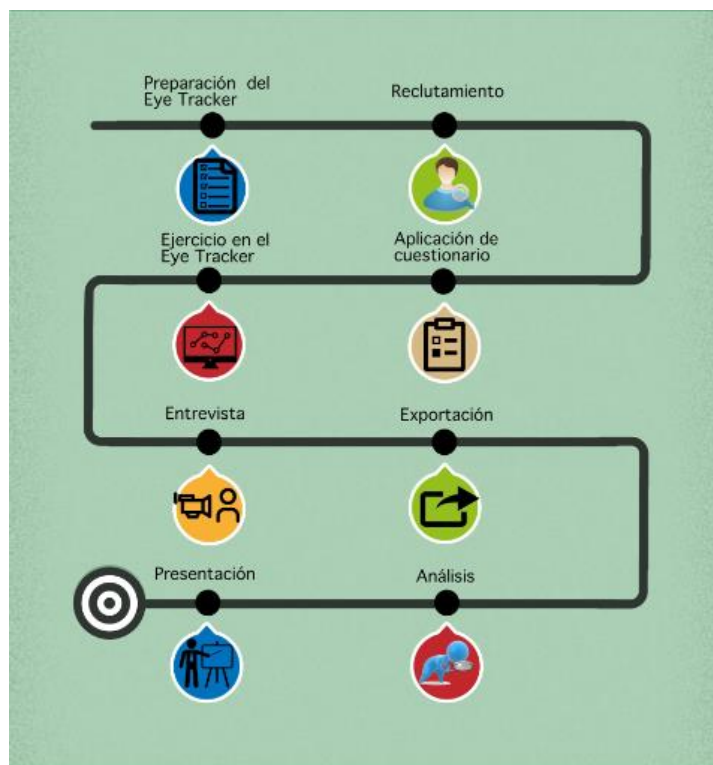 Preparación del
Eye Tracker
Reclutamiento
Aplicación de
cuestionario
Ejercicio en el
Eye Tracker
Entrevista
Exportación
Análisis
Presentación